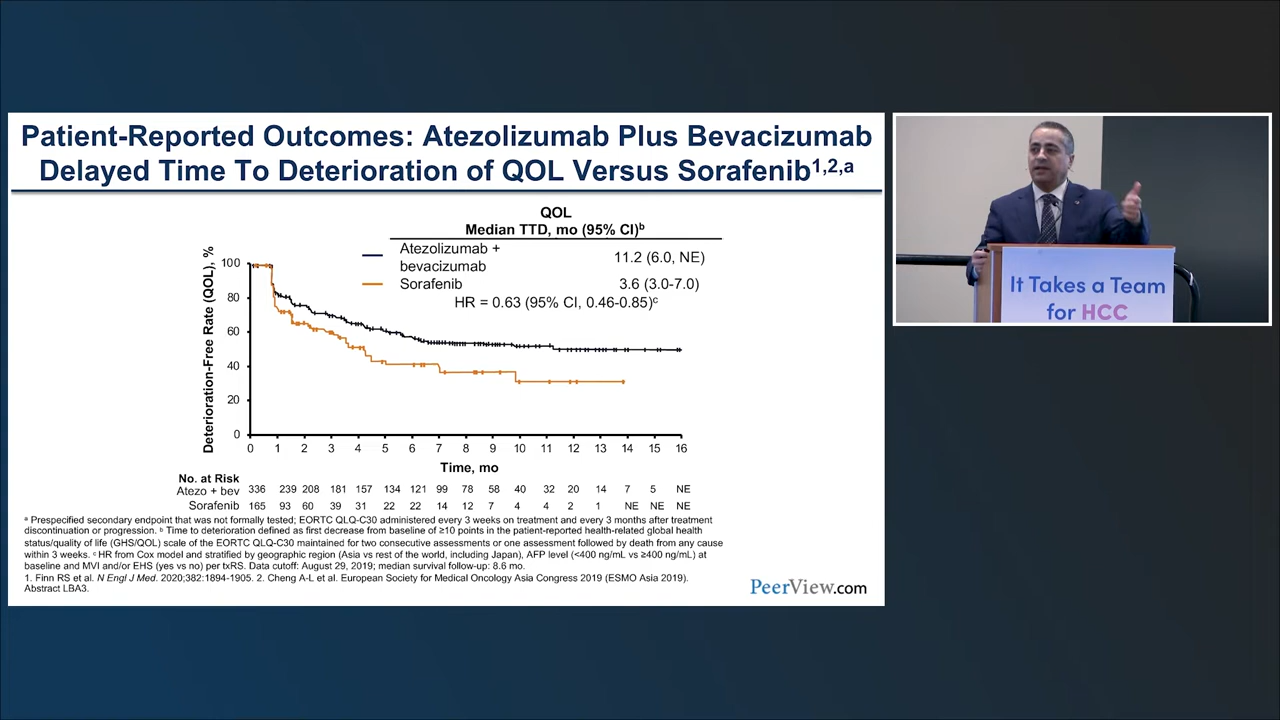 Patient-Reported Outcomes: Atezolizumab Plus Bevacizumab
Delayed Time To Deterioration of QOL Versus Sorafenib1,2,a
QOL
Median TTD, mo (95% CI)b
Atezolizumab +
bevacizumab
11.2 (6.0, NE)
Sorafenib
3.6 (3.0-7.0)
HR = 0.63 (95% CI, 0.46-0.85)c
Deterioration-Free Rate (QOL), %
100
80
60
40
20
0
0 1 2 3 4 5 6 7 8 9 10 11 12 13 14 15 16
Time, mo
No. at Risk
Atezo + bev 336 239 208 181 157 134 121 99 78 58 40 32 20 14 7 5 NE
Sorafenib 165 93 60 39 31 22 22 14 12 7 4 4 2 1 NE NE NE
a Prespecified secondary endpoint that was not formally tested; EORTC QLQ-C30 administered every 3 weeks on treatment and every 3 months after treatment
discontinuation or progression. b Time to deterioration defined as first decrease from baseline of ≥10 points in the patient-reported health-related global health
status/quality of life (GHS/QOL) scale of the EORTC QLQ-C30 maintained for two consecutive assessments or one assessment followed by death from any cause
within 3 weeks. c HR from Cox model and stratified by geographic region (Asia vs rest of the world, including Japan), AFP level (<400 ng/mL vs ≥400 ng/mL) at
baseline and MVI and/or EHS (yes vs no) per txRS. Data cutoff: August 29, 2019; median survival follow-up: 8.6 mo.
1. Finn RS et al. N Engl J Med. 2020;382:1894-1905. 2. Cheng A-L et al. European Society for Medical Oncology Asia Congress 2019 (ESMO Asia 2019).
Abstract LBA3.
PeerView.com
It Takes a Team
for HCC